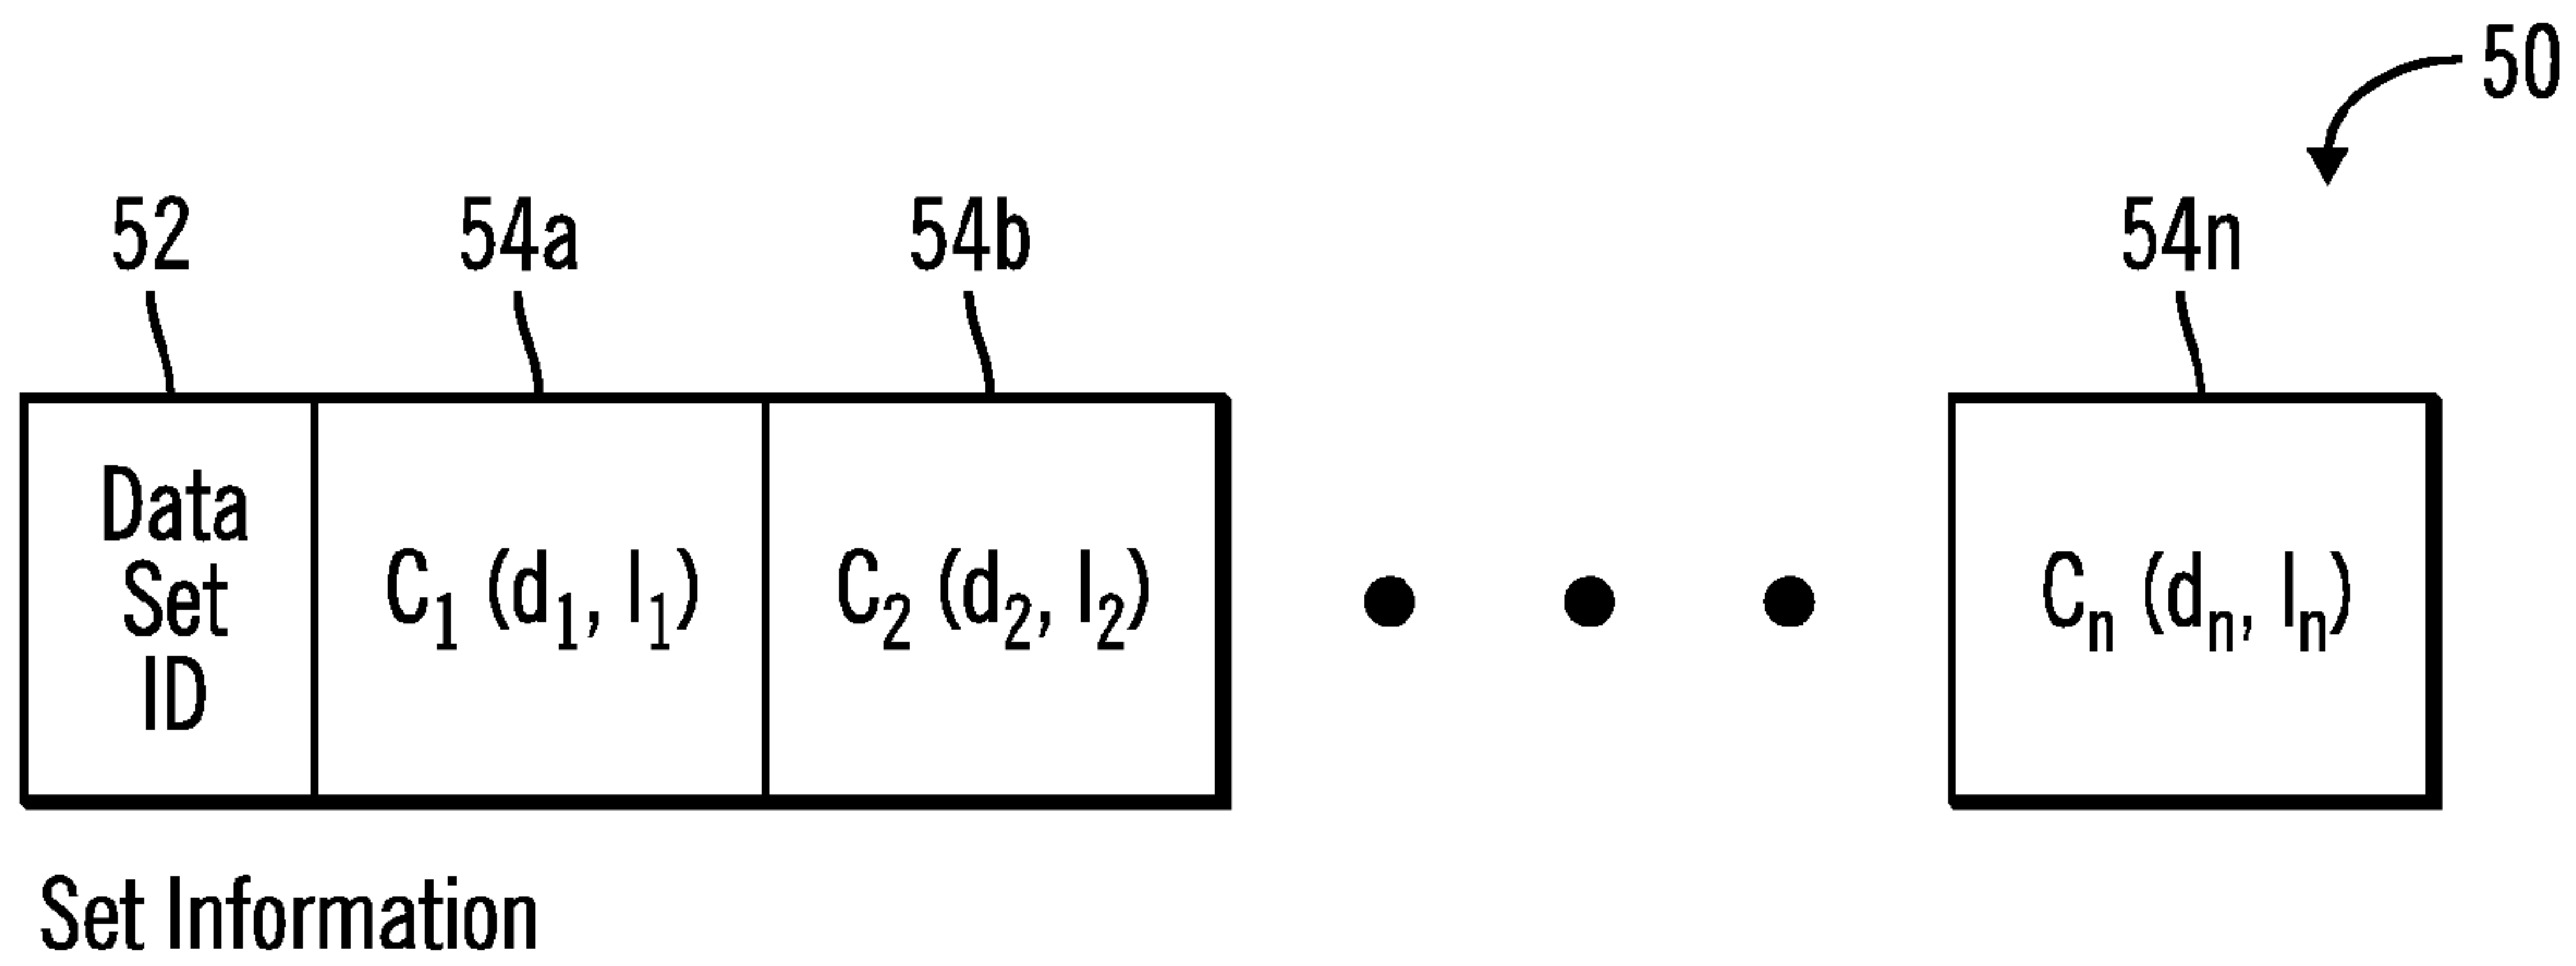 50
52 54a 54b 54n
Data
Set
ID
C₁ (d₁, l₁) C₂ (d₂, l₂) Cₙ (dₙ, lₙ)
Set Information